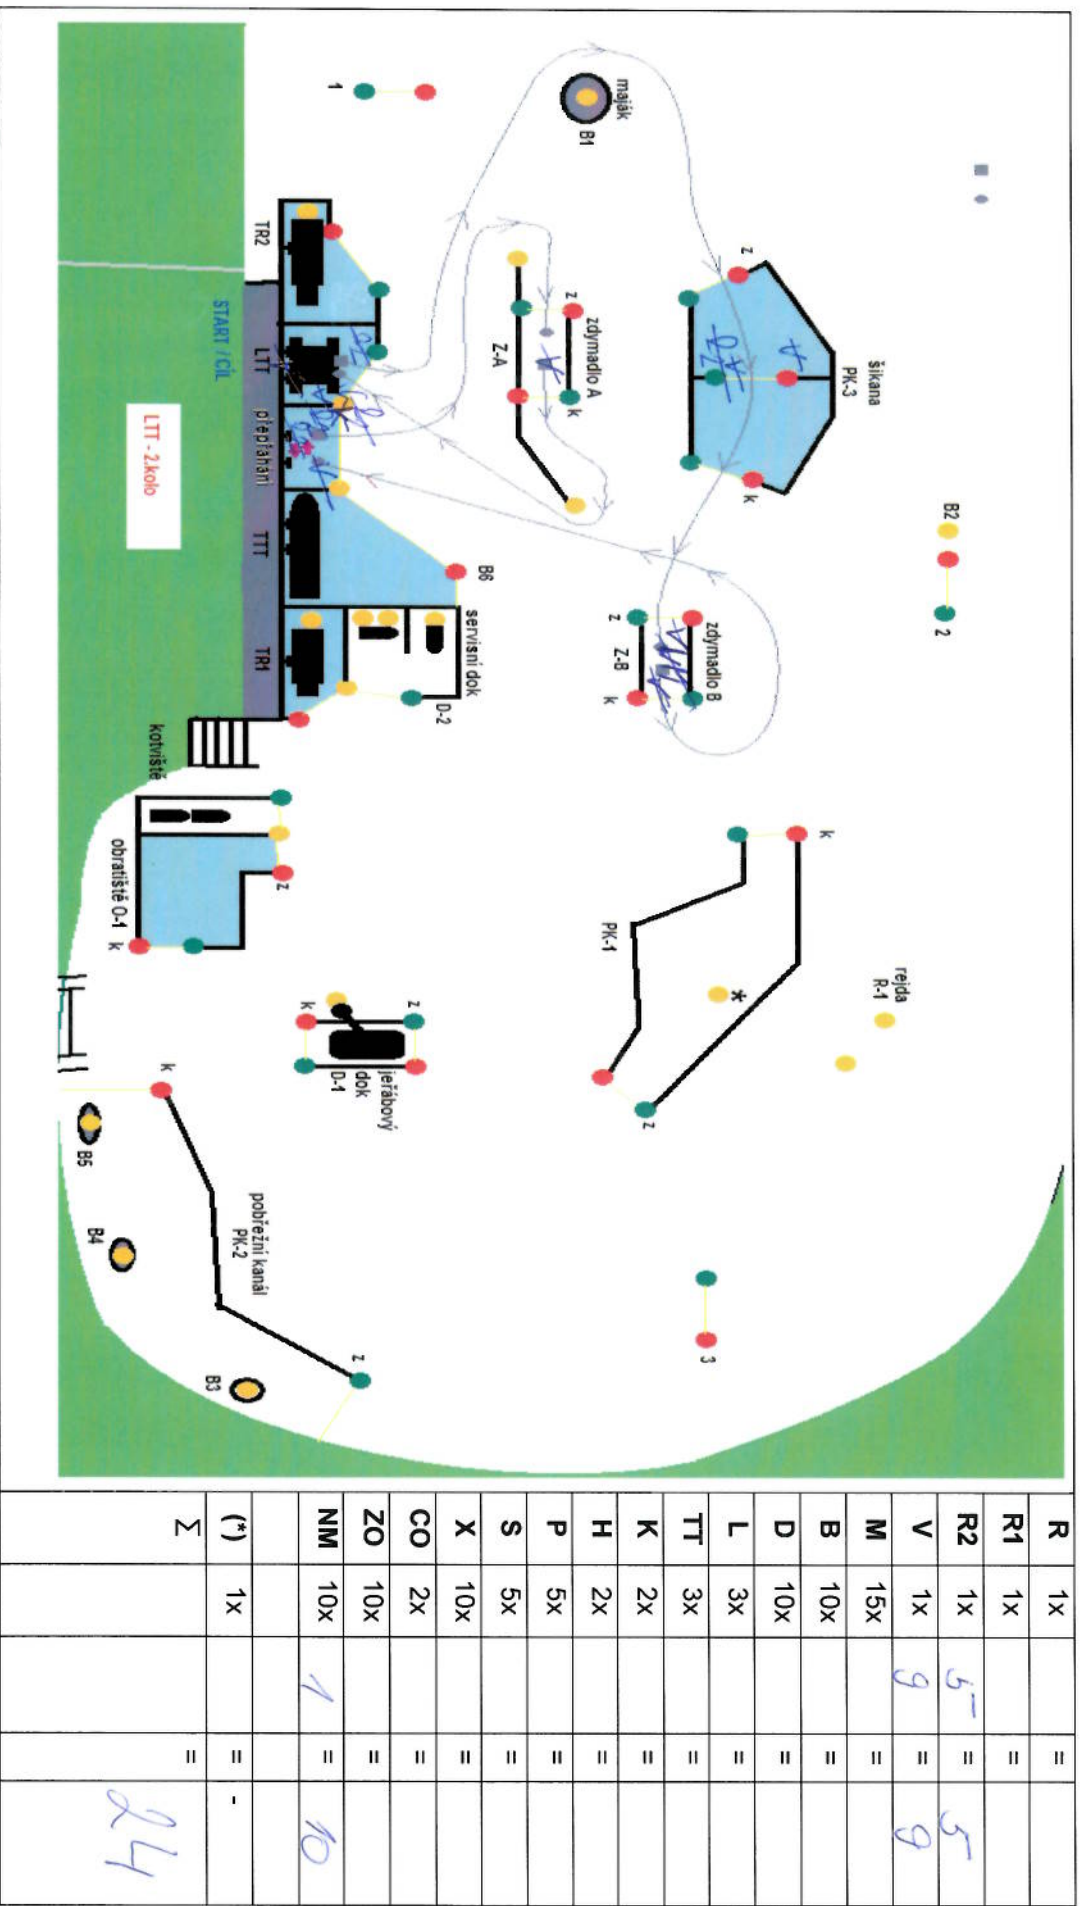 maják
B1
1
z
šikana
PK-3
k
B2
2
zdymadlo A
z
Z-A
k
zdymadlo B
z
Z-B
k
TR2
LTT
přepřahání
TTT
TR1
START / CÍL
LTT - 2.kolo
B6
servisní dok
D-2
kotviště
obratiště O-1
z
k
k
PK-1
*
z
rejda
R-1
z
k
jeřábový
dok
D-1
k
B5
B4
pobřežní kanál
PK-2
B3
z
3
R 1x =
R1 1x =
R2 1x 5 = 5
V 1x 9 = 9
M 15x =
B 10x =
D 10x =
L 3x =
TT 3x =
K 2x =
H 2x =
P 5x =
S 5x =
X 10x =
CO 2x =
ZO 10x =
NM 10x 1 = 10
(*) 1x = -
Σ = 24